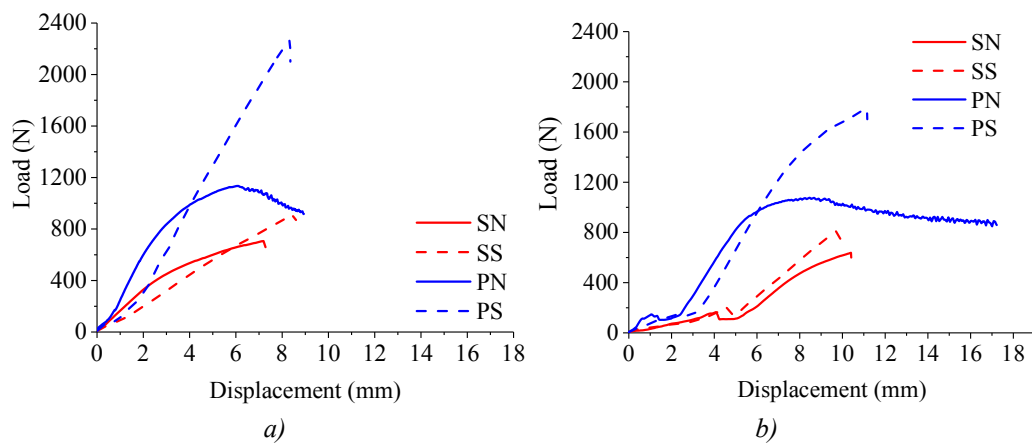 2400
2000
1600
1200
800
400
0
Load (N)
0 2 4 6 8 10 12 14 16 18
Displacement (mm)
SN
SS
PN
PS
a)
2400
2000
1600
1200
800
400
0
Load (N)
0 2 4 6 8 10 12 14 16 18
Displacement (mm)
SN
SS
PN
PS
b)